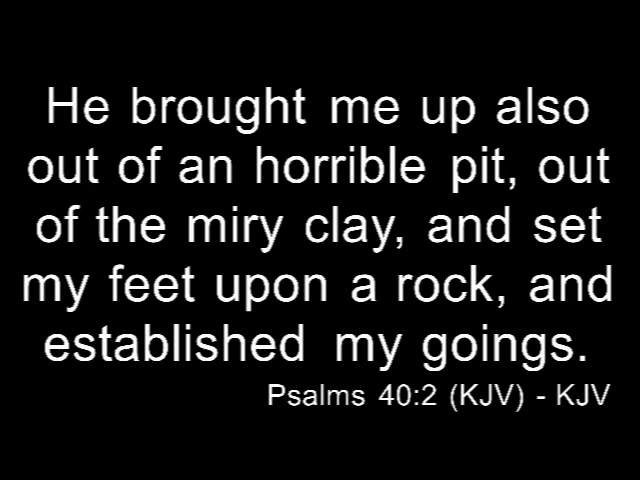 He brought me up also
out of an horrible pit, out
of the miry clay, and set
my feet upon a rock, and
established my goings.
Psalms 40:2 (KJV) - KJV